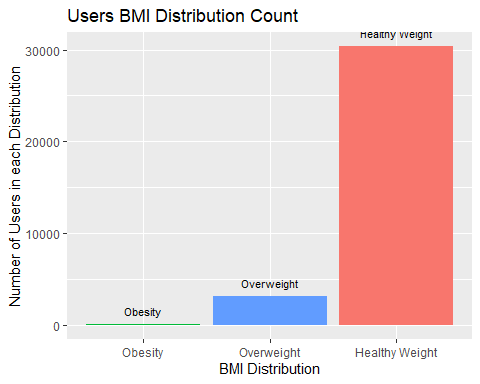 Users BMI Distribution Count
Number of Users in each Distribution
30000
20000
10000
0
Healthy Weight
Overweight
Obesity
Obesity
Overweight
Healthy Weight
BMI Distribution